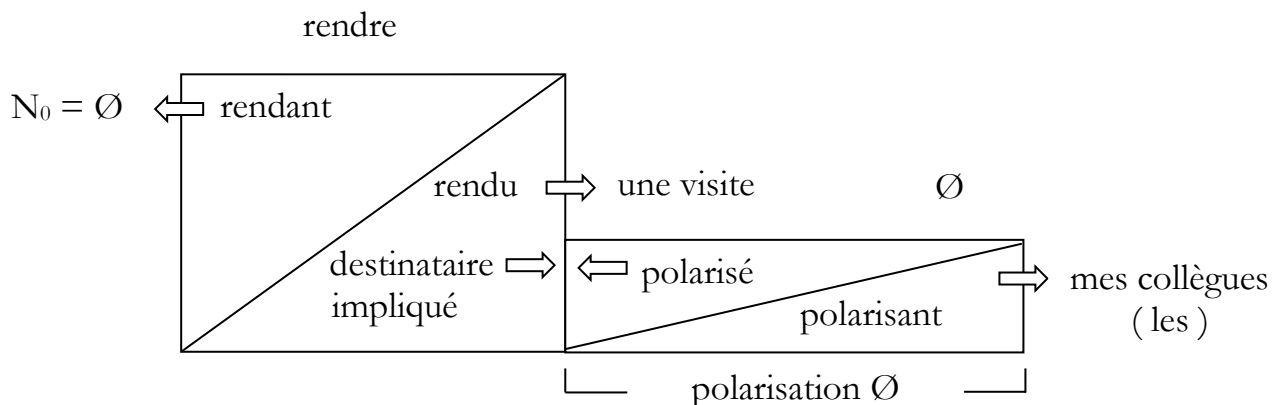 rendre
N₀ = Ø
rendant
rendu
une visite
Ø
destinataire
impliqué
polarisé
polarisant
mes collègues
( les )
polarisation Ø